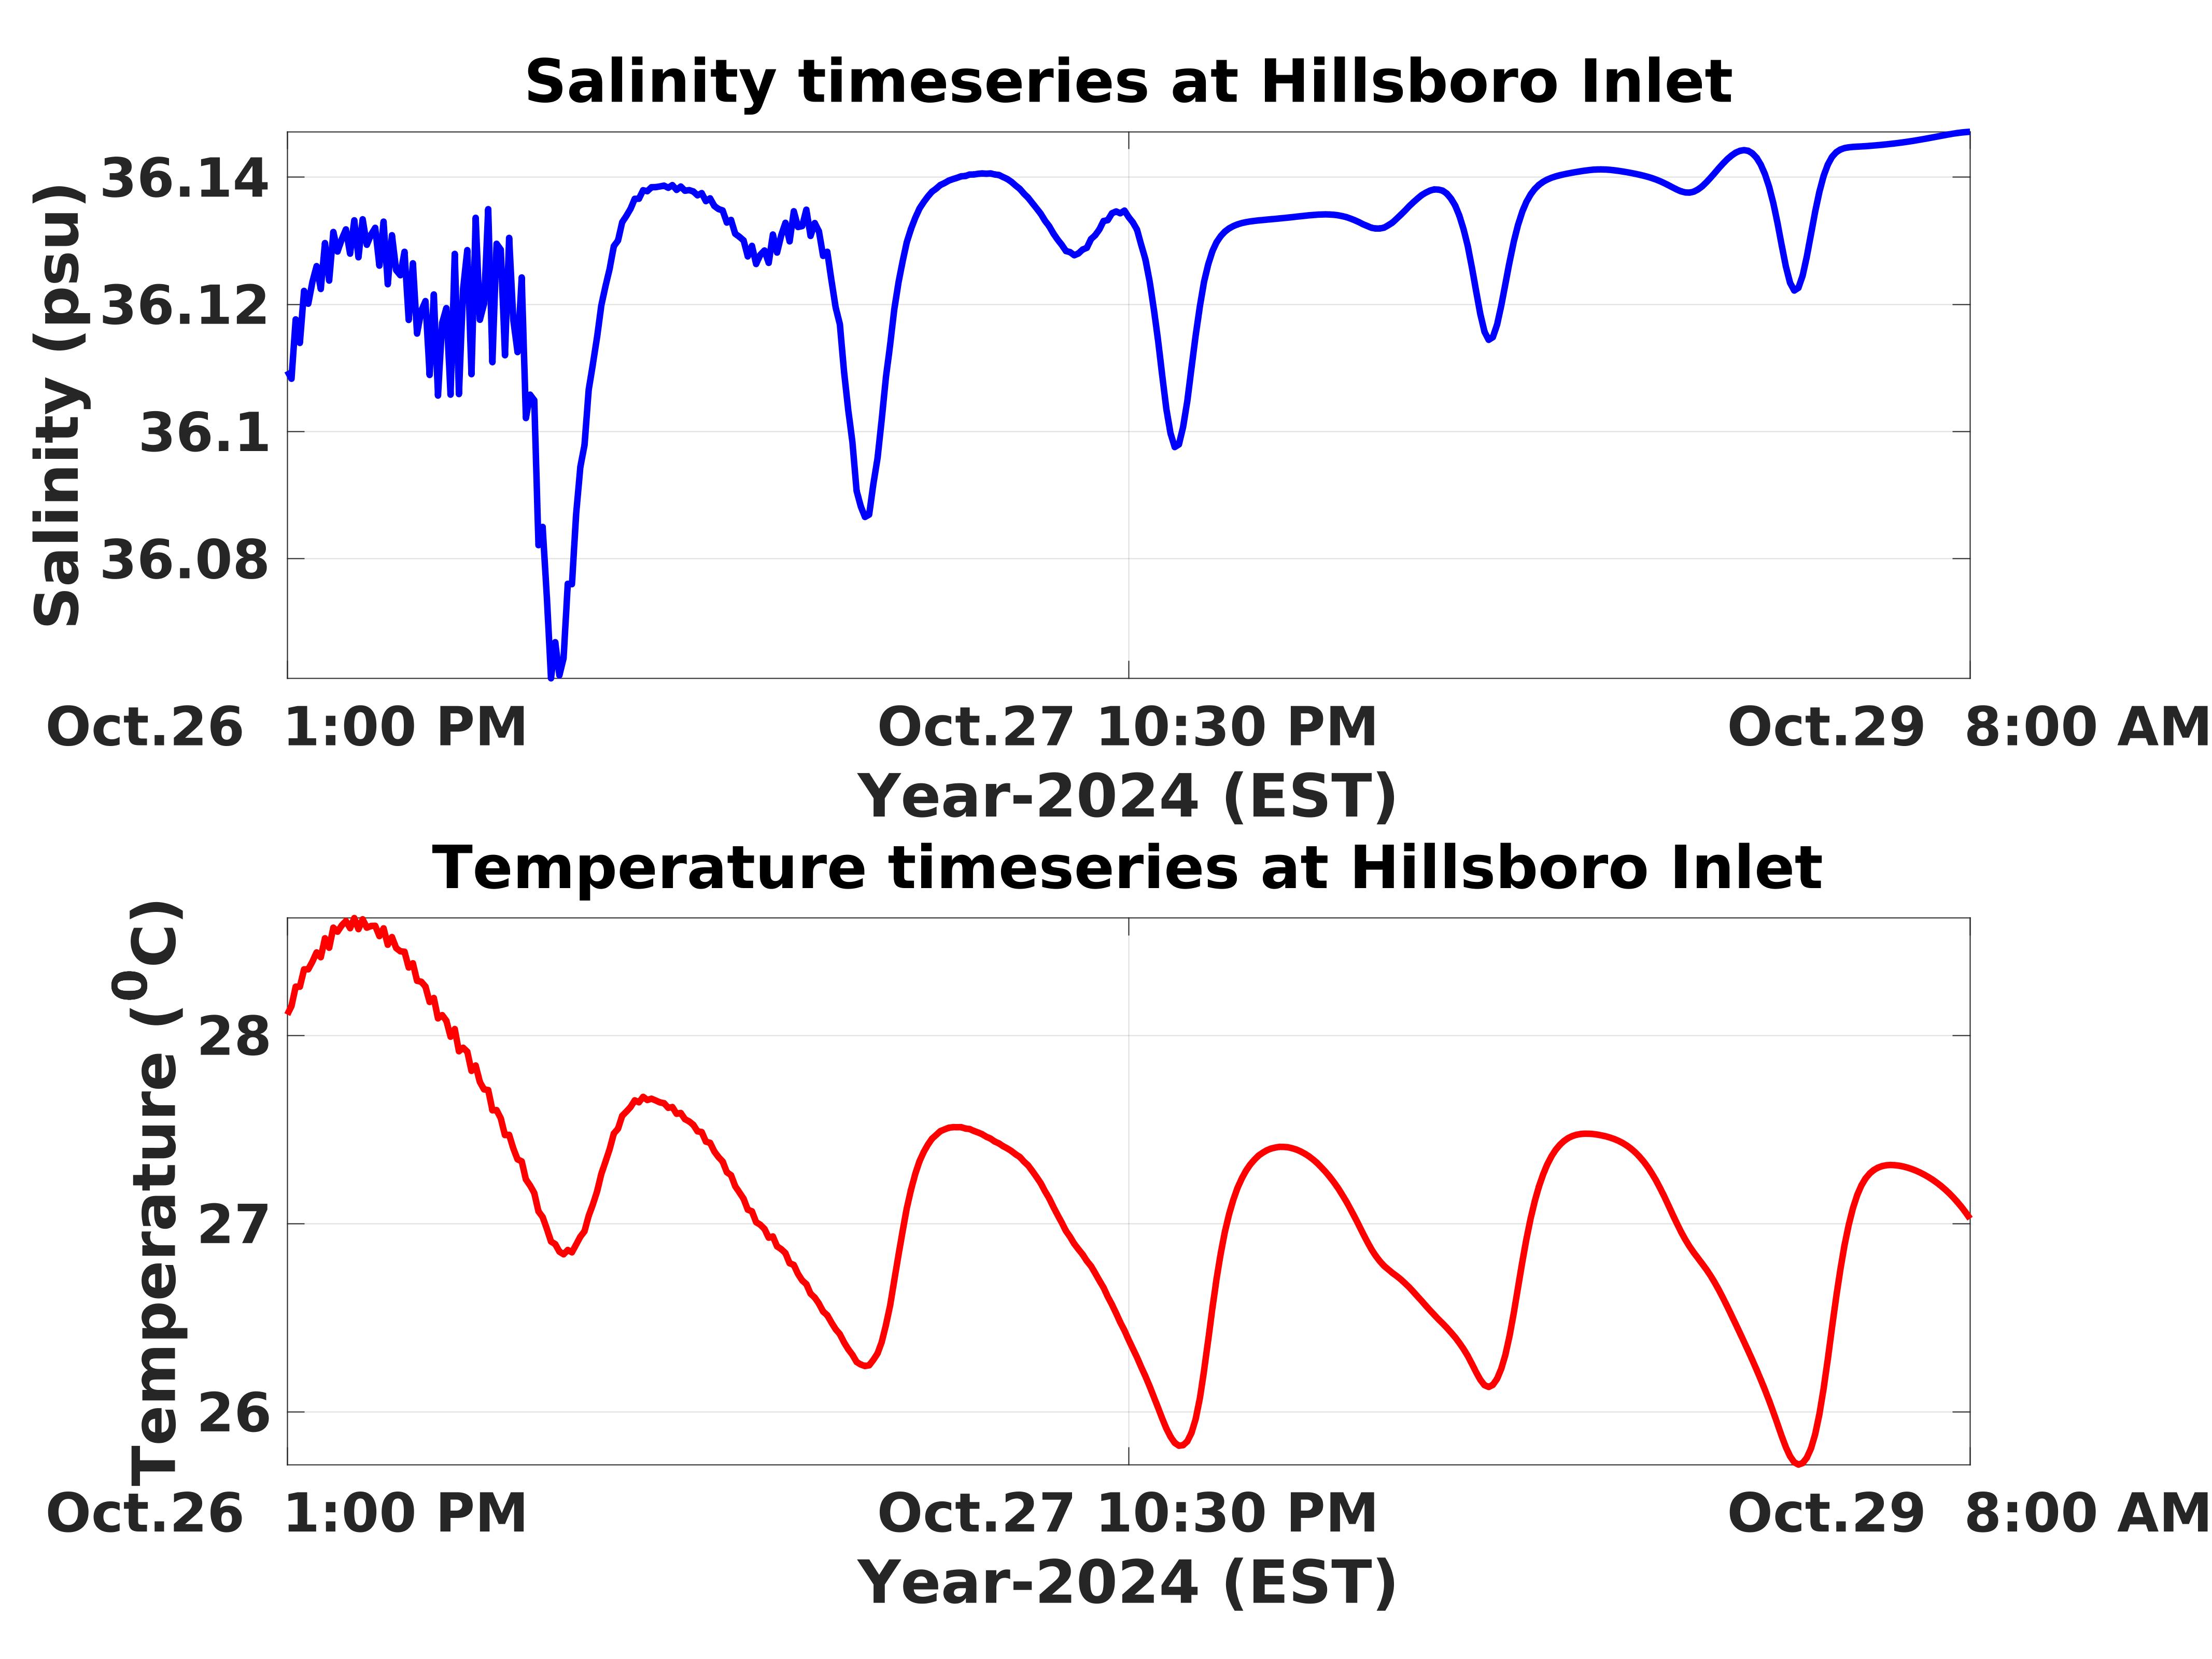 Salinity timeseries at Hillsboro Inlet
Salinity (psu)
36.14
36.12
36.1
36.08
Oct.26 1:00 PM Oct.27 10:30 PM Oct.29 8:00 AM
Year-2024 (EST)
Temperature timeseries at Hillsboro Inlet
Temperature (⁰C)
28
27
26
Oct.26 1:00 PM Oct.27 10:30 PM Oct.29 8:00 AM
Year-2024 (EST)